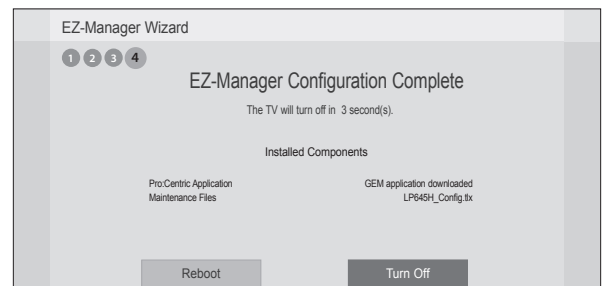 EZ-Manager Wizard
1 2 3 4
EZ-Manager Configuration Complete
The TV will turn off in 3 second(s).
Installed Components
Pro:Centric Application GEM application downloaded
Maintenance Files LP645H_Config.tlx
Reboot Turn Off